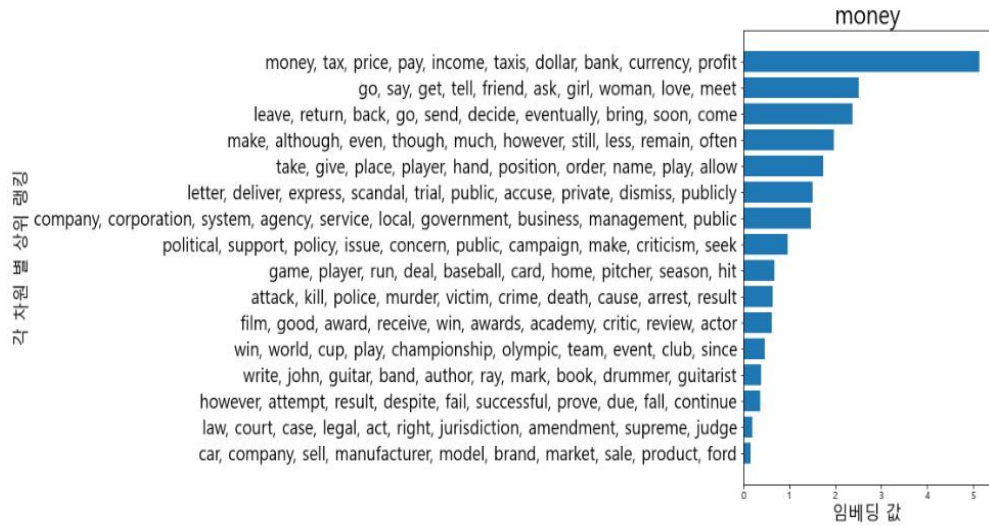 money
money, tax, price, pay, income, taxis, dollar, bank, currency, profit
go, say, get, tell, friend, ask, girl, woman, love, meet
leave, return, back, go, send, decide, eventually, bring, soon, come
make, although, even, though, much, however, still, less, remain, often
take, give, place, player, hand, position, order, name, play, allow
letter, deliver, express, scandal, trial, public, accuse, private, dismiss, publicly
company, corporation, system, agency, service, local, government, business, management, public
political, support, policy, issue, concern, public, campaign, make, criticism, seek
game, player, run, deal, baseball, card, home, pitcher, season, hit
attack, kill, police, murder, victim, crime, death, cause, arrest, result
film, good, award, receive, win, awards, academy, critic, review, actor
win, world, cup, play, championship, olympic, team, event, club, since
write, john, guitar, band, author, ray, mark, book, drummer, guitarist
however, attempt, result, despite, fail, successful, prove, due, fall, continue
law, court, case, legal, act, right, jurisdiction, amendment, supreme, judge
car, company, sell, manufacturer, model, brand, market, sale, product, ford
각 차원 별 상위 랭킹
0 1 2 3 4 5
임베딩 값